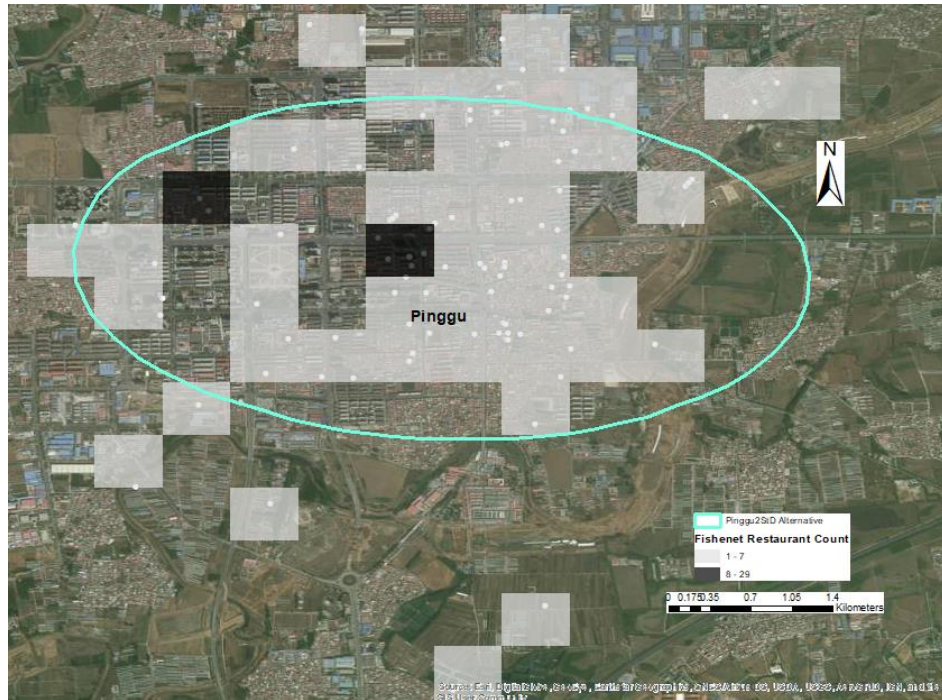 N
Pinggu
Pinggu2StD Alternative
Fishenet Restaurant Count
1 - 7
8 - 29
0 0.175 0.35 0.7 1.05 1.4
Kilometers